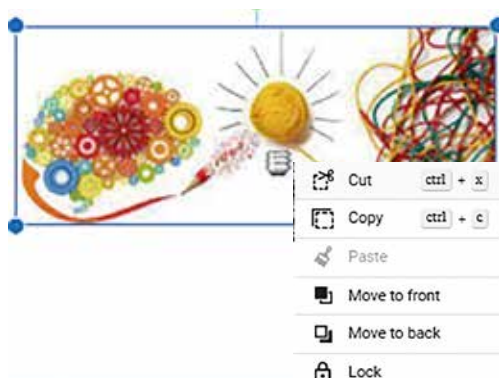 Cut ctrl + x
Copy ctrl + c
Paste
Move to front
Move to back
Lock